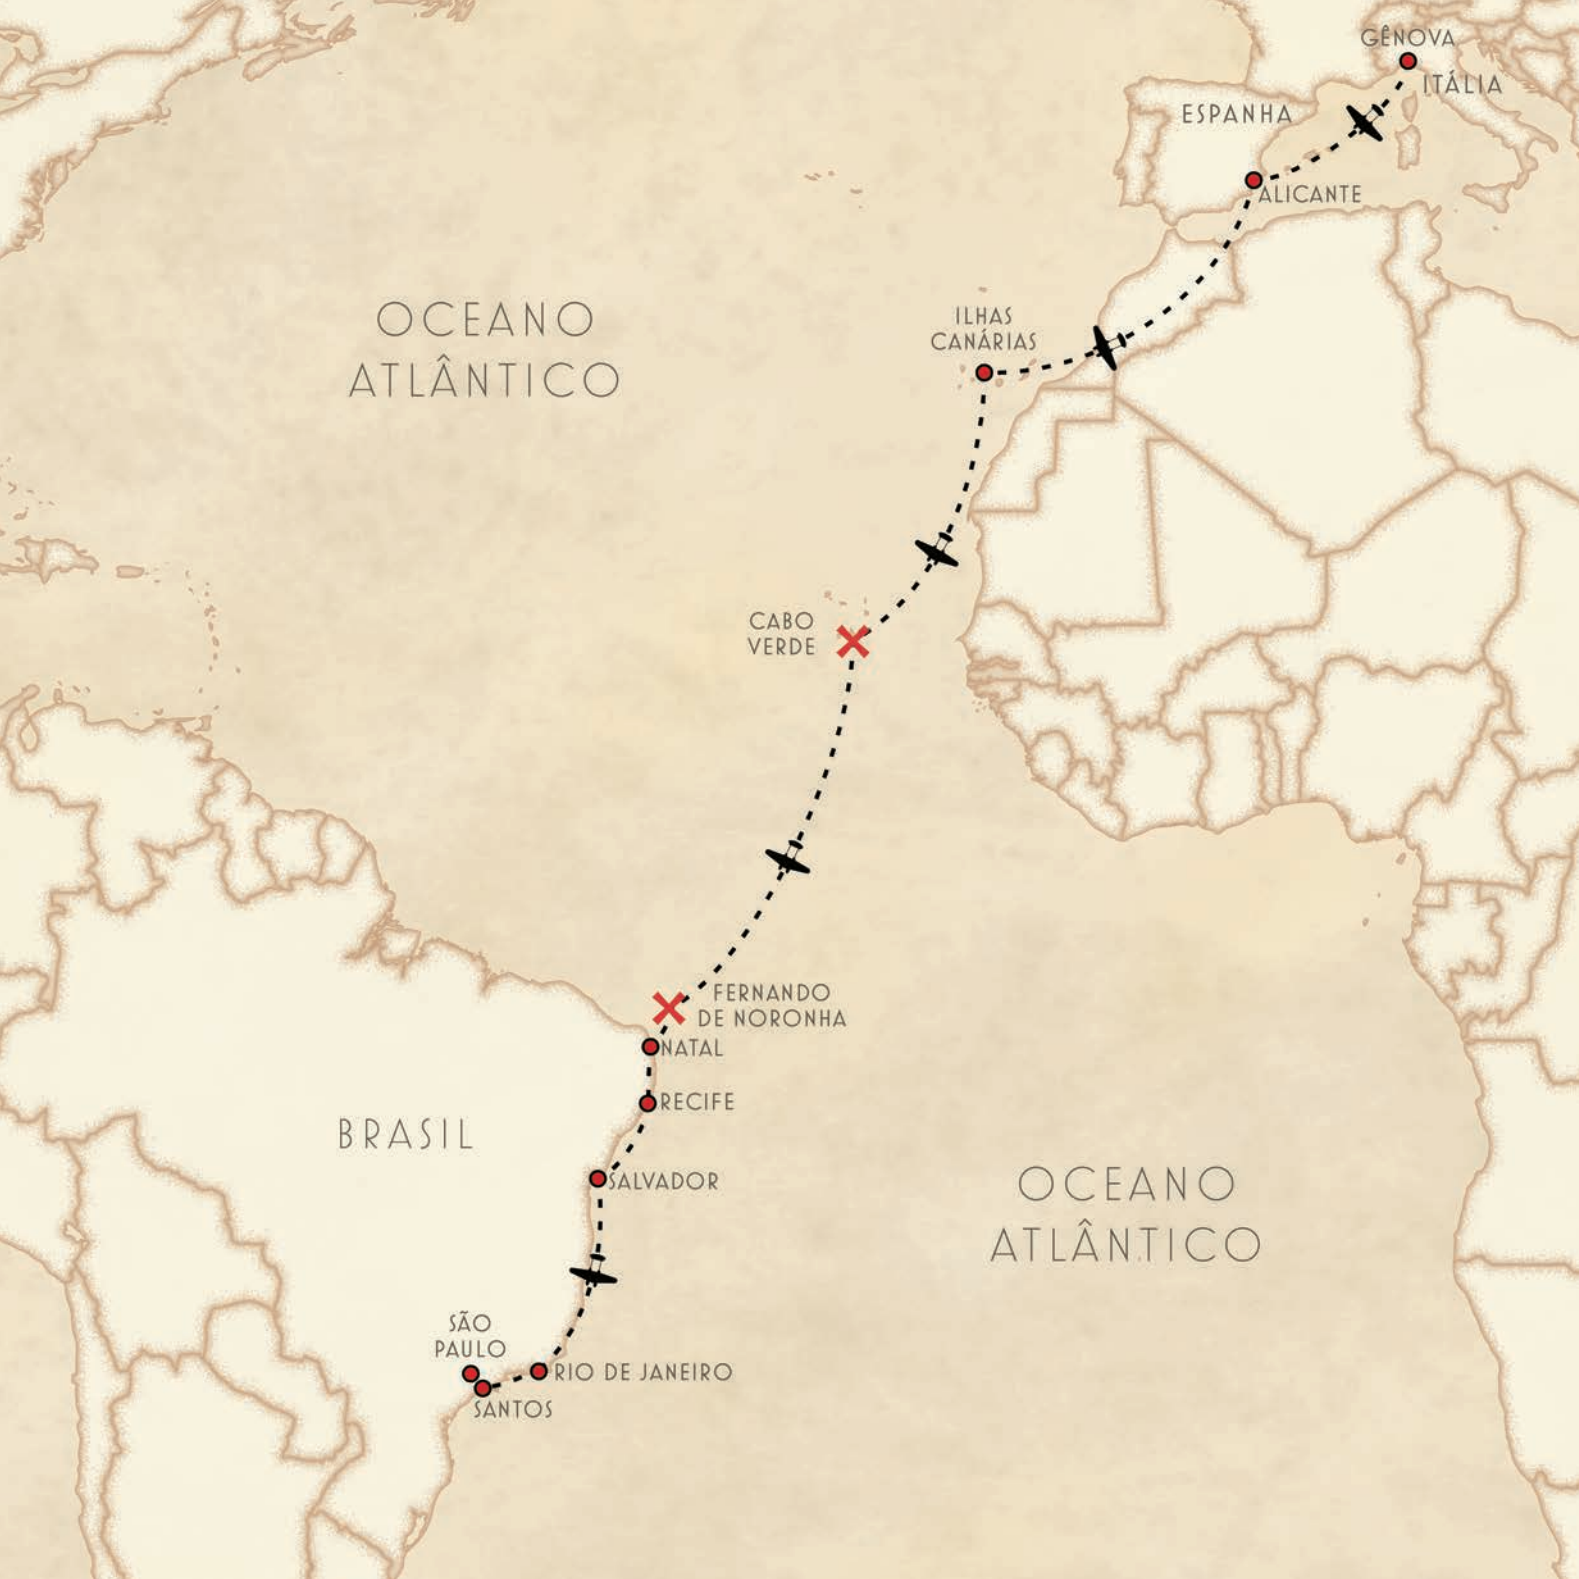 GÊNOVA
ITÁLIA
ESPANHA
ALICANTE
OCEANO
ATLÂNTICO
ILHAS
CANÁRIAS
CABO
VERDE
FERNANDO
DE NORONHA
NATAL
RECIFE
BRASIL
SALVADOR
OCEANO
ATLÂNTICO
SÃO
PAULO
RIO DE JANEIRO
SANTOS